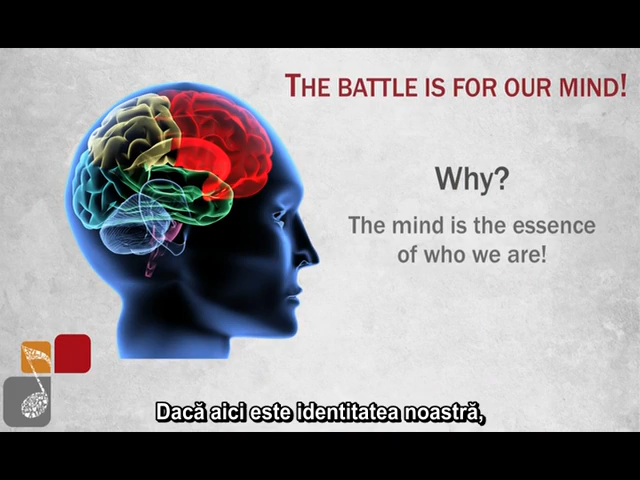 THE BATTLE IS FOR OUR MIND!
Why?
The mind is the essence
of who we are!
Dacă aici este identitatea noastră,